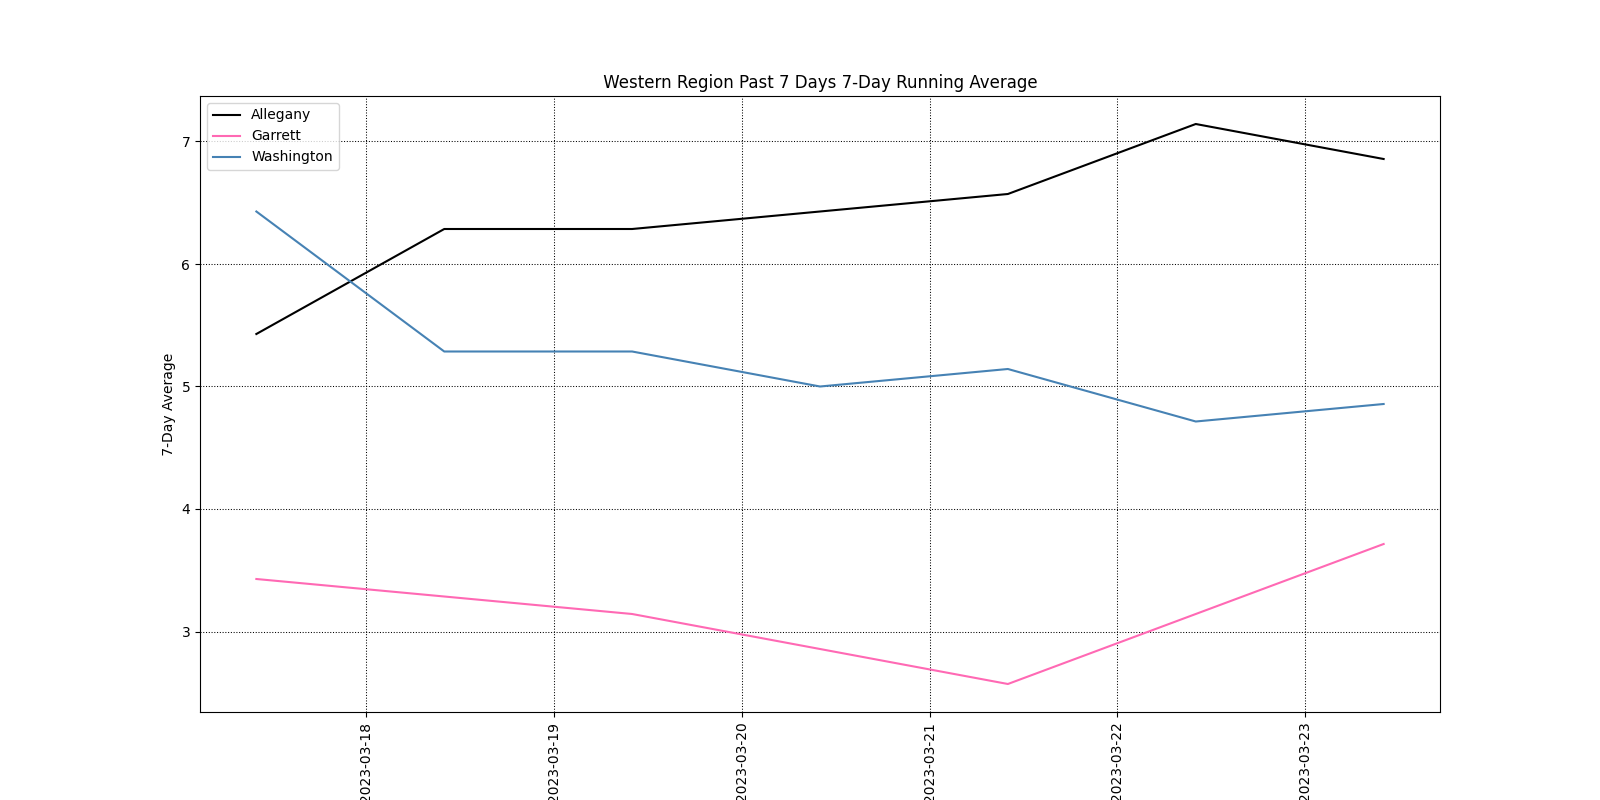 Western Region Past 7 Days 7-Day Running Average
Allegany
Garrett
Washington
7-Day Average
7
6
5
4
3
2023-03-18
2023-03-19
2023-03-20
2023-03-21
2023-03-22
2023-03-23